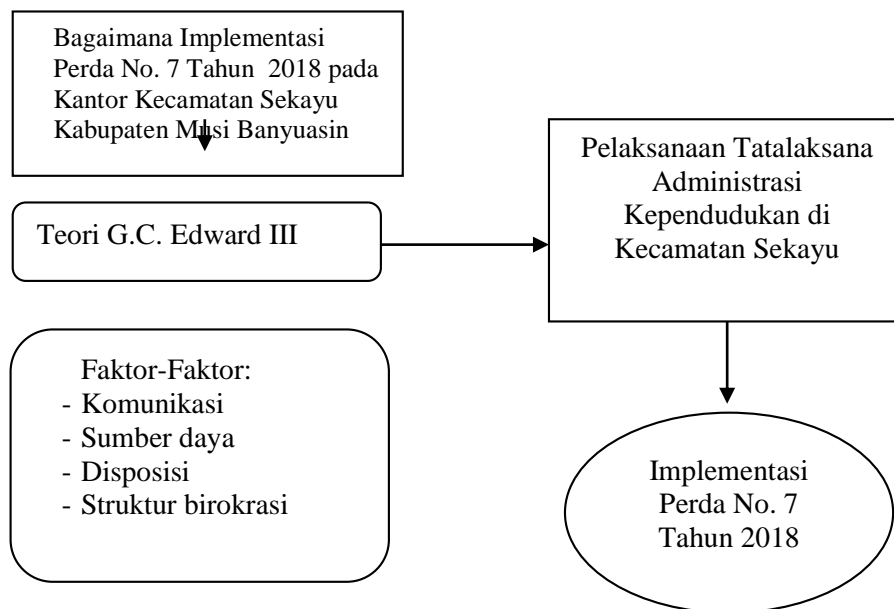 Bagaimana Implementasi
Perda No. 7 Tahun 2018 pada
Kantor Kecamatan Sekayu
Kabupaten Musi Banyuasin
Teori G.C. Edward III
Faktor-Faktor:
- Komunikasi
- Sumber daya
- Disposisi
- Struktur birokrasi
Pelaksanaan Tatalaksana
Administrasi
Kependudukan di
Kecamatan Sekayu
Implementasi
Perda No. 7
Tahun 2018